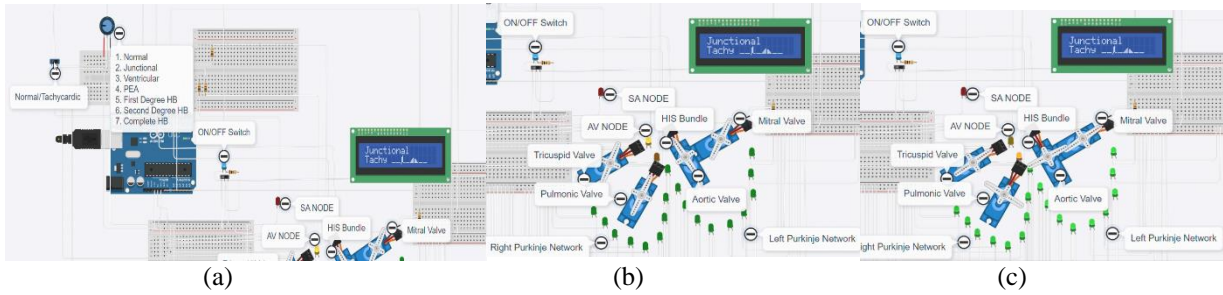 1. Normal
2. Junctional
3. Ventricular
4. PEA
5. First Degree HB
6. Second Degree HB
7. Complete HB
Normal/Tachycardic
ON/OFF Switch
Junctional
Tachy
SA NODE
AV NODE
HIS Bundle
Mitral Valve
(a)
ON/OFF Switch
Junctional
Tachy
SA NODE
AV NODE
HIS Bundle
Mitral Valve
Tricuspid Valve
Pulmonic Valve
Aortic Valve
Right Purkinje Network
Left Purkinje Network
(b)
ON/OFF Switch
Junctional
Tachy
SA NODE
AV NODE
HIS Bundle
Mitral Valve
Tricuspid Valve
Pulmonic Valve
Aortic Valve
ight Purkinje Network
Left Purkinje Network
(c)